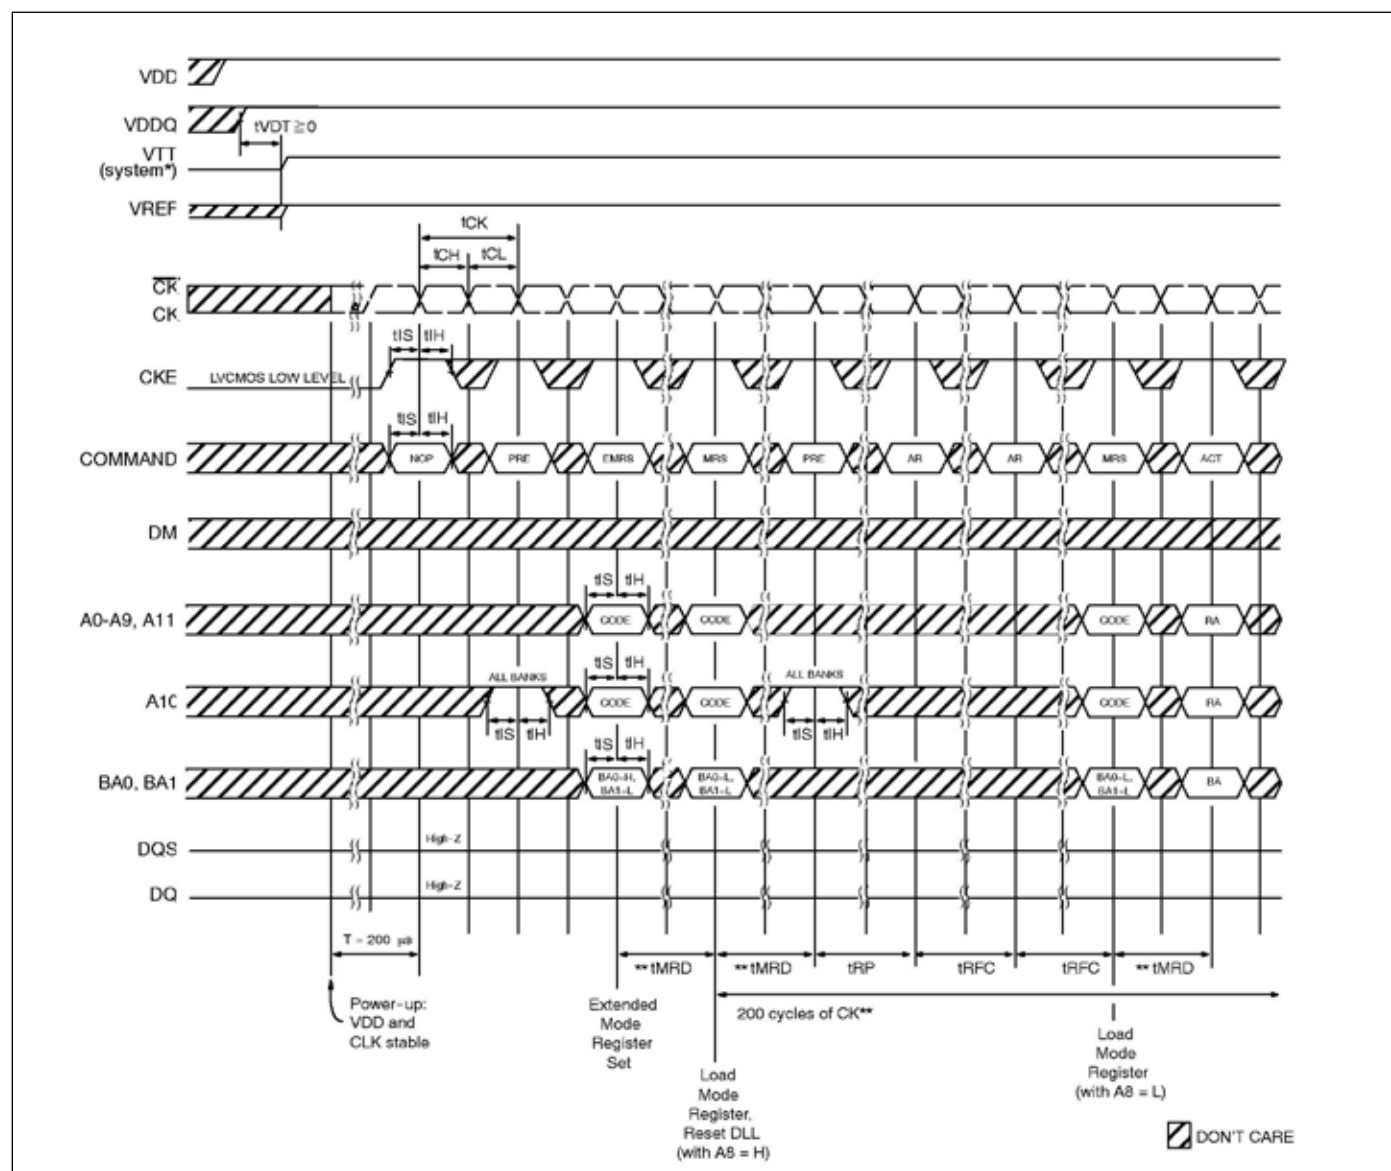 VDD
VDDQ
tVDT ≧ 0
VTT
(system*)
VREF
tCK
tCH tCL
CK
CK
tIS tIH
CKE LVCMOS LOW LEVEL
tIS tIH
COMMAND NOP PRE EMRS MRS PRE AR AR MRS ACT
DM
tIS tIH
A0-A9, A11 CODE CODE CODE RA
tIS tIH
ALL BANKS ALL BANKS
A10 CODE CODE CODE RA
tIS tIH tIS tIH
tIS tIH
BA0, BA1 BA0=H, BA1=L BA0=L, BA1=L BA0=L, BA1=L BA
DQS High-Z
DQ High-Z
T = 200 μs
**tMRD **tMRD tRP tRFC tRFC **tMRD
Power-up:
VDD and
CLK stable
Extended
Mode
Register
Set
200 cycles of CK**
Load
Mode
Register,
Reset DLL
(with A8 = H)
Load
Mode
Register
(with A8 = L)
DON'T CARE